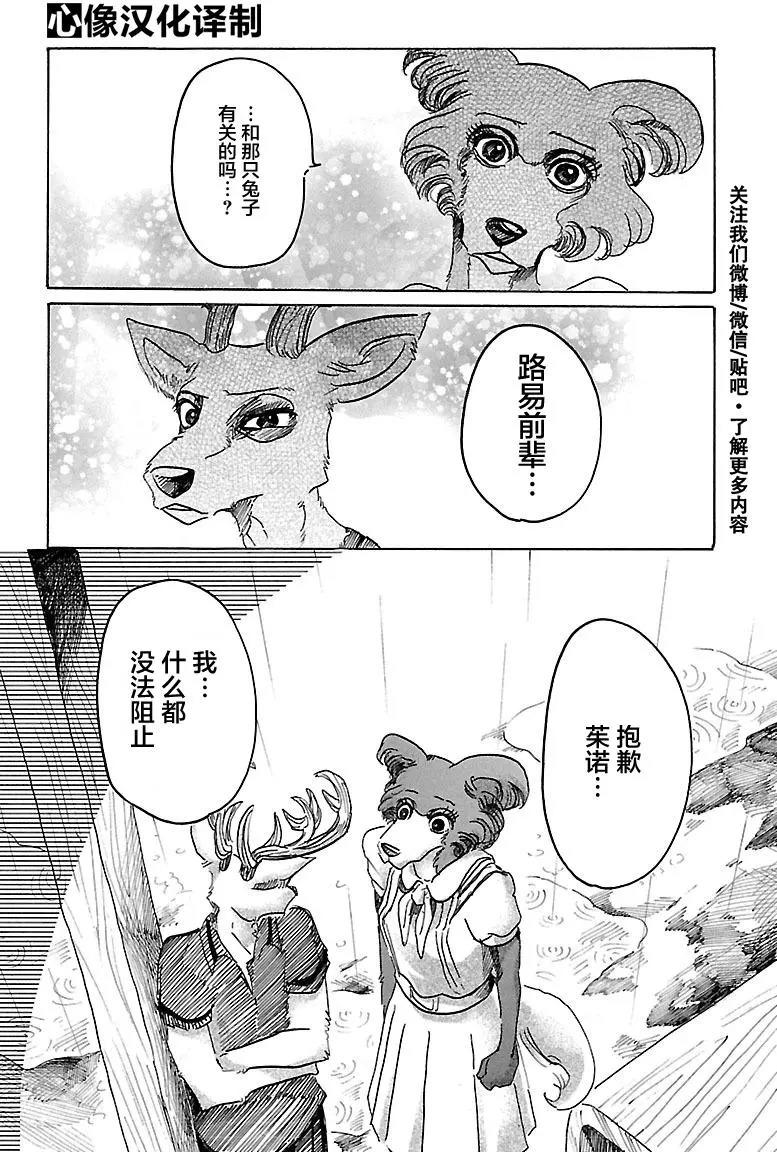 心像汉化译制
…和那只兔子
有关的吗…?
关注我们微博/微信/贴吧·了解更多内容
路易前辈…
抱歉
茱诺…
我…
什么都
没法阻止